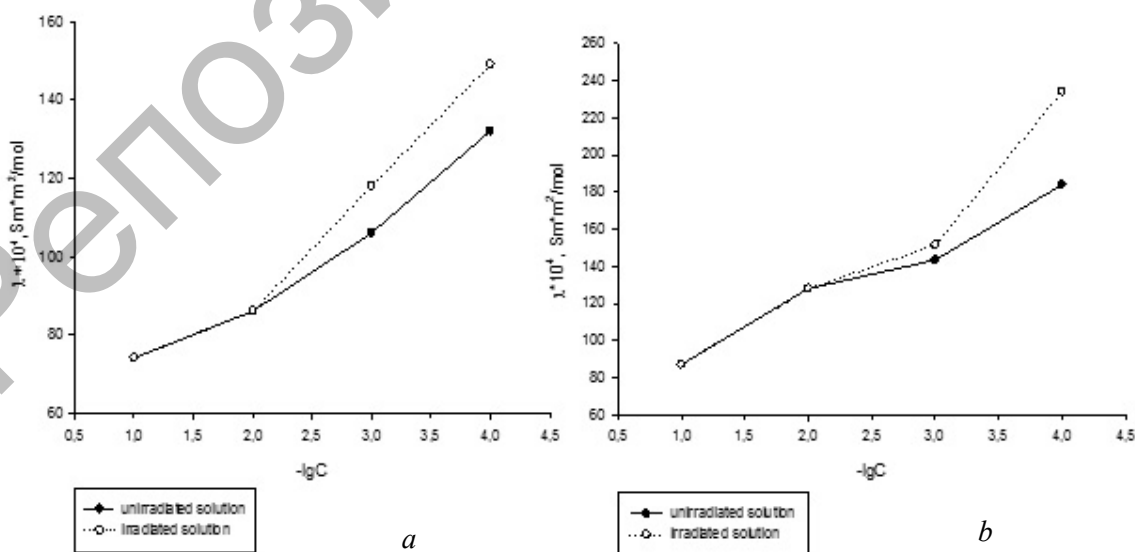 Репози
160
140
120
100
80
60
λ*10⁴, Sm*m²/mol
0,5 1,0 1,5 2,0 2,5 3,0 3,5 4,0 4,5
-lgC
unirradiated solution
irradiated solution
a
260
240
220
200
180
160
140
120
100
80
60
λ*10⁴, Sm*m²/mol
0,5 1,0 1,5 2,0 2,5 3,0 3,5 4,0 4,5
-lgC
unirradiated solution
irradiated solution
b